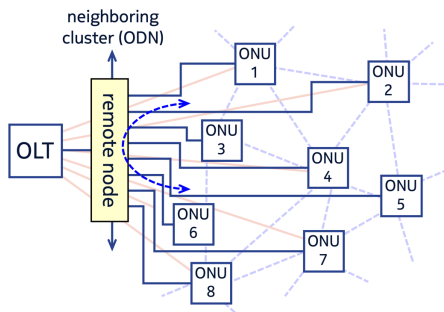 neighboring
cluster (ODN)
OLT
remote node
ONU
1
ONU
2
ONU
3
ONU
4
ONU
5
ONU
6
ONU
7
ONU
8